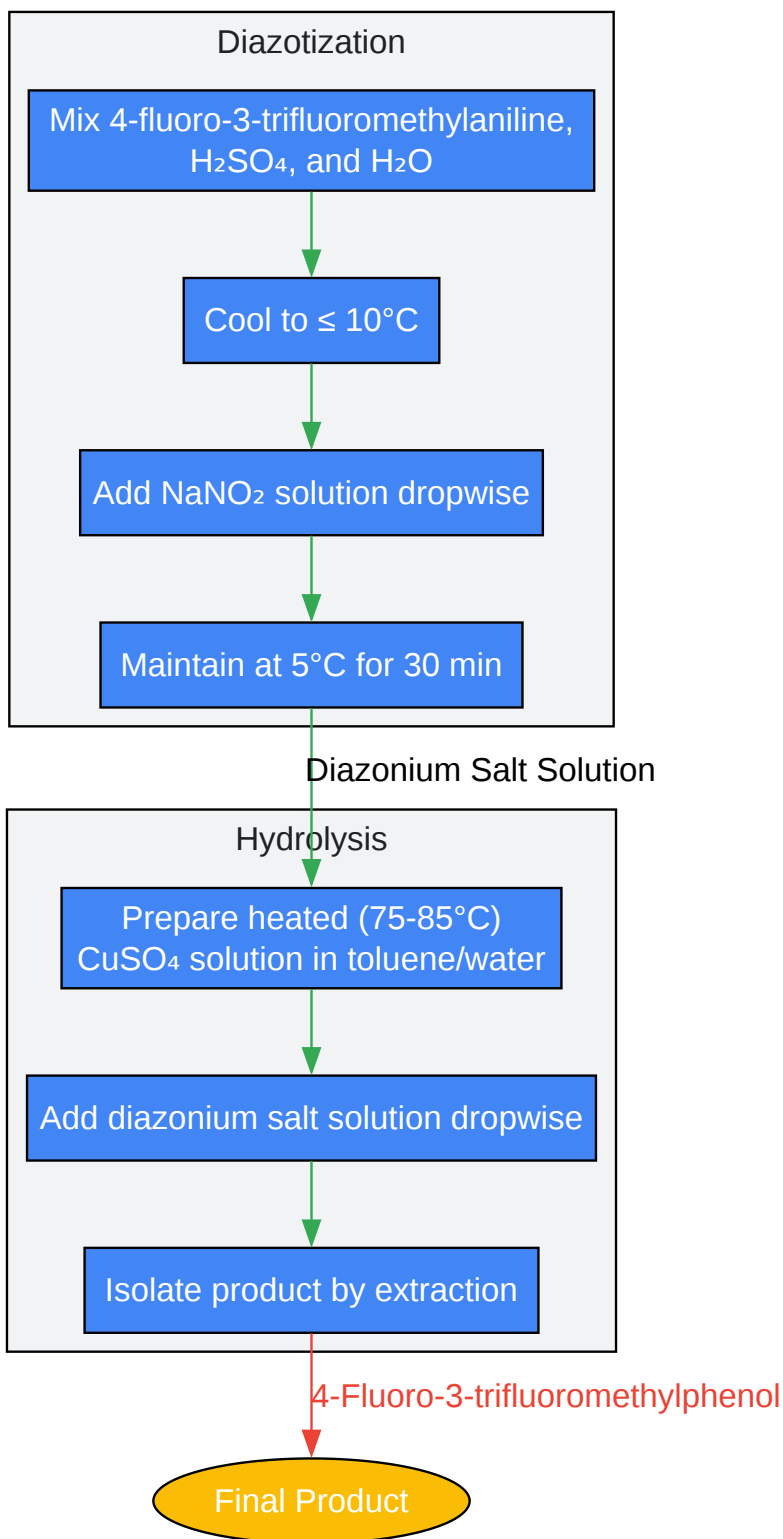 Diazotization
Mix 4-fluoro-3-trifluoromethylaniline,
H₂SO₄, and H₂O
Cool to ≤ 10°C
Add NaNO₂ solution dropwise
Maintain at 5°C for 30 min
Diazonium Salt Solution
Hydrolysis
Prepare heated (75-85°C)
CuSO₄ solution in toluene/water
Add diazonium salt solution dropwise
Isolate product by extraction
4-Fluoro-3-trifluoromethylphenol
Final Product